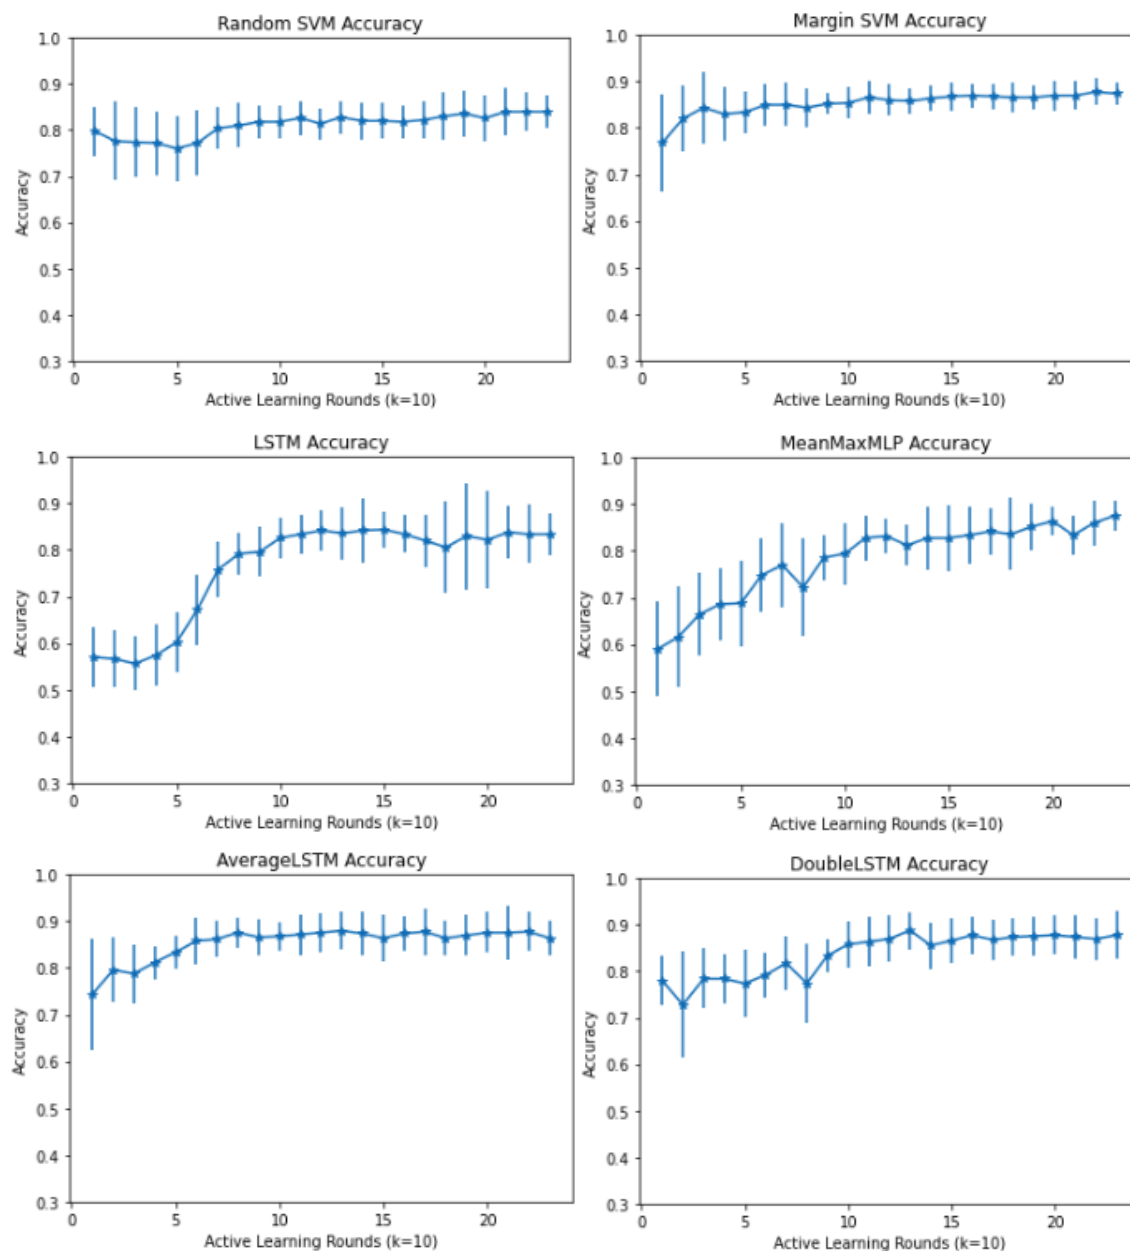 Random SVM Accuracy
1.0
0.9
0.8
0.7
0.6
0.5
0.4
0.3
Accuracy
0 5 10 15 20
Active Learning Rounds (k=10)
Margin SVM Accuracy
1.0
0.9
0.8
0.7
0.6
0.5
0.4
0.3
Accuracy
0 5 10 15 20
Active Learning Rounds (k=10)
LSTM Accuracy
1.0
0.9
0.8
0.7
0.6
0.5
0.4
0.3
Accuracy
0 5 10 15 20
Active Learning Rounds (k=10)
MeanMaxMLP Accuracy
1.0
0.9
0.8
0.7
0.6
0.5
0.4
0.3
Accuracy
0 5 10 15 20
Active Learning Rounds (k=10)
AverageLSTM Accuracy
1.0
0.9
0.8
0.7
0.6
0.5
0.4
0.3
Accuracy
0 5 10 15 20
Active Learning Rounds (k=10)
DoubleLSTM Accuracy
1.0
0.9
0.8
0.7
0.6
0.5
0.4
0.3
Accuracy
0 5 10 15 20
Active Learning Rounds (k=10)